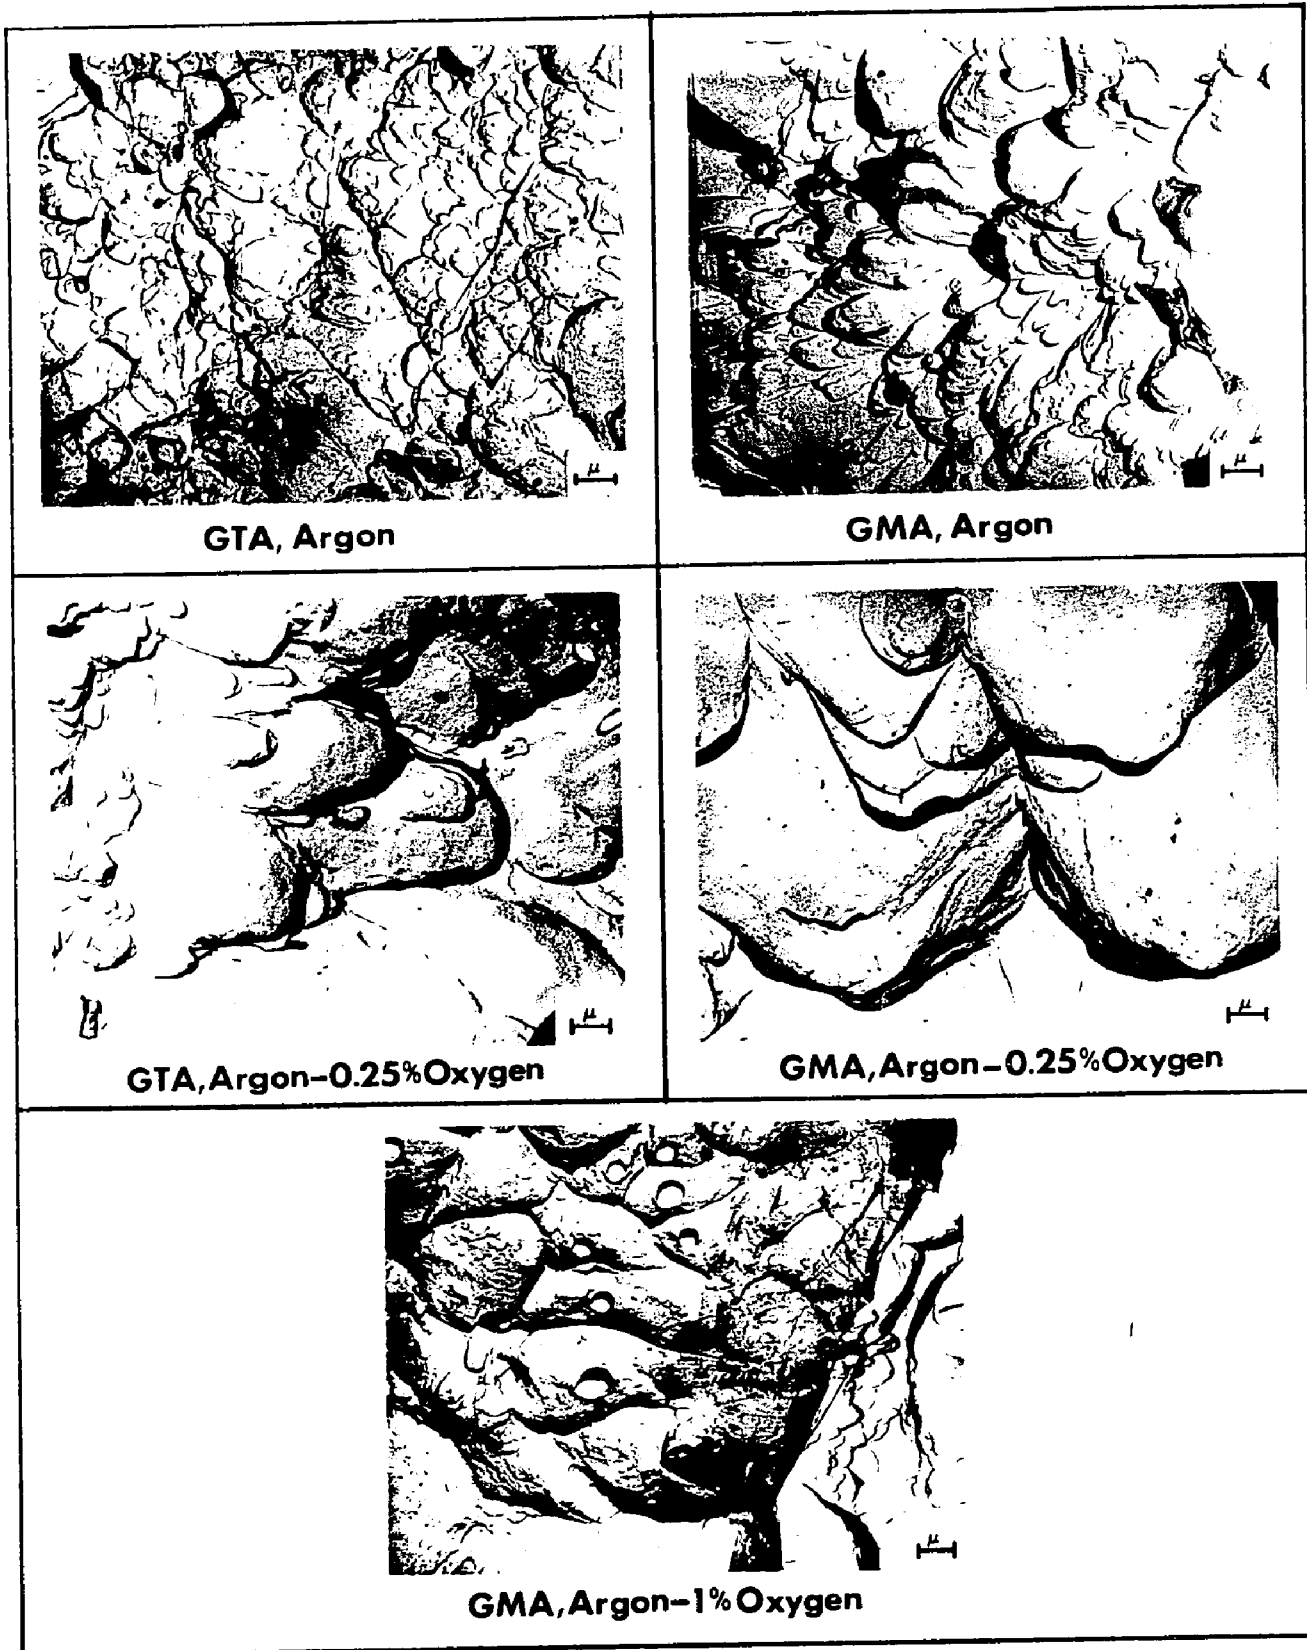 μ
μ
GTA, Argon
GMA, Argon
μ
μ
GTA,Argon-0.25%Oxygen
GMA,Argon-0.25%Oxygen
μ
GMA,Argon-1%Oxygen